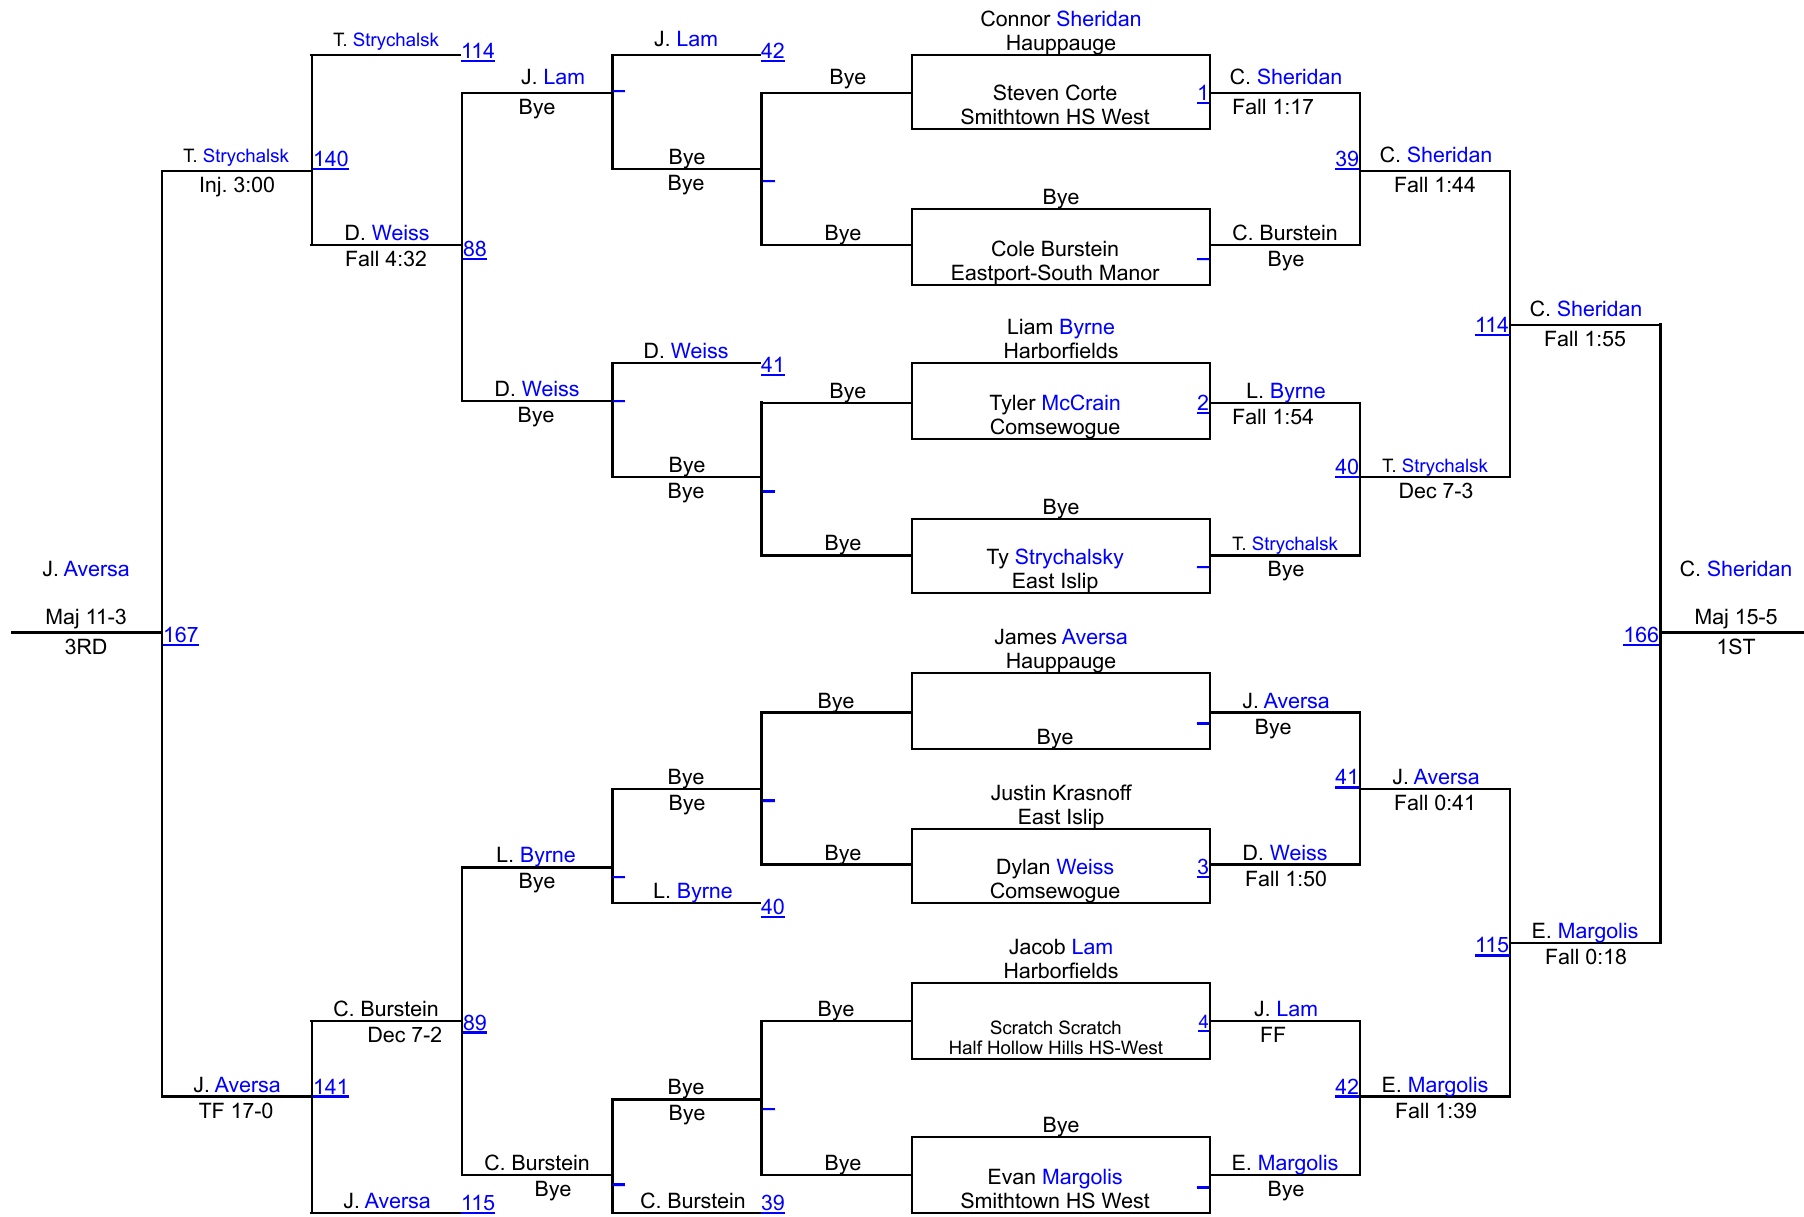 Connor Sheridan
Hauppauge
T. Strychalsk
114
J. Lam
42
J. Lam
Bye
Bye
Steven Corte
Smithtown HS West
1
C. Sheridan
Fall 1:17
T. Strychalsk
140
Inj. 3:00
Bye
Bye
39
C. Sheridan
Fall 1:44
Bye
D. Weiss
Fall 4:32
88
Bye
Cole Burstein
Eastport-South Manor
C. Burstein
Bye
Liam Byrne
Harborfields
C. Sheridan
114
Fall 1:55
D. Weiss
41
D. Weiss
Bye
Bye
Tyler McCrain
Comsewogue
2
L. Byrne
Fall 1:54
Bye
Bye
40
T. Strychalsk
Dec 7-3
Bye
Bye
Ty Strychalsky
East Islip
T. Strychalsk
Bye
J. Aversa
Maj 11-3
3RD
167
C. Sheridan
166
Maj 15-5
1ST
James Aversa
Hauppauge
Bye
Bye
J. Aversa
Bye
Bye
Bye
Justin Krasnoff
East Islip
41
J. Aversa
Fall 0:41
L. Byrne
Bye
Bye
Dylan Weiss
Comsewogue
3
D. Weiss
Fall 1:50
L. Byrne
40
Jacob Lam
Harborfields
115
E. Margolis
Fall 0:18
C. Burstein
Dec 7-2
89
Bye
Scratch Scratch
Half Hollow Hills HS-West
4
J. Lam
FF
J. Aversa
141
TF 17-0
Bye
Bye
42
E. Margolis
Fall 1:39
Bye
C. Burstein
Bye
Bye
Evan Margolis
Smithtown HS West
E. Margolis
Bye
J. Aversa
115
C. Burstein
39